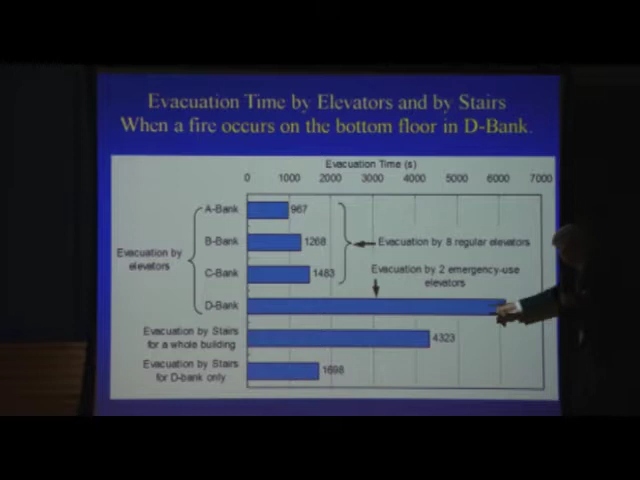 Evacuation Time by Elevators and by Stairs
When a fire occurs on the bottom floor in D-Bank.
Evacuation Time (s)
0 1000 2000 3000 4000 5000 6000 7000
A-Bank 967
B-Bank 1268
Evacuation by 8 regular elevators
Evacuation by
elevators
C-Bank 1483
Evacuation by 2 emergency-use
elevators
D-Bank
Evacuation by Stairs
for a whole building
4323
Evacuation by Stairs
for D-bank only
1698